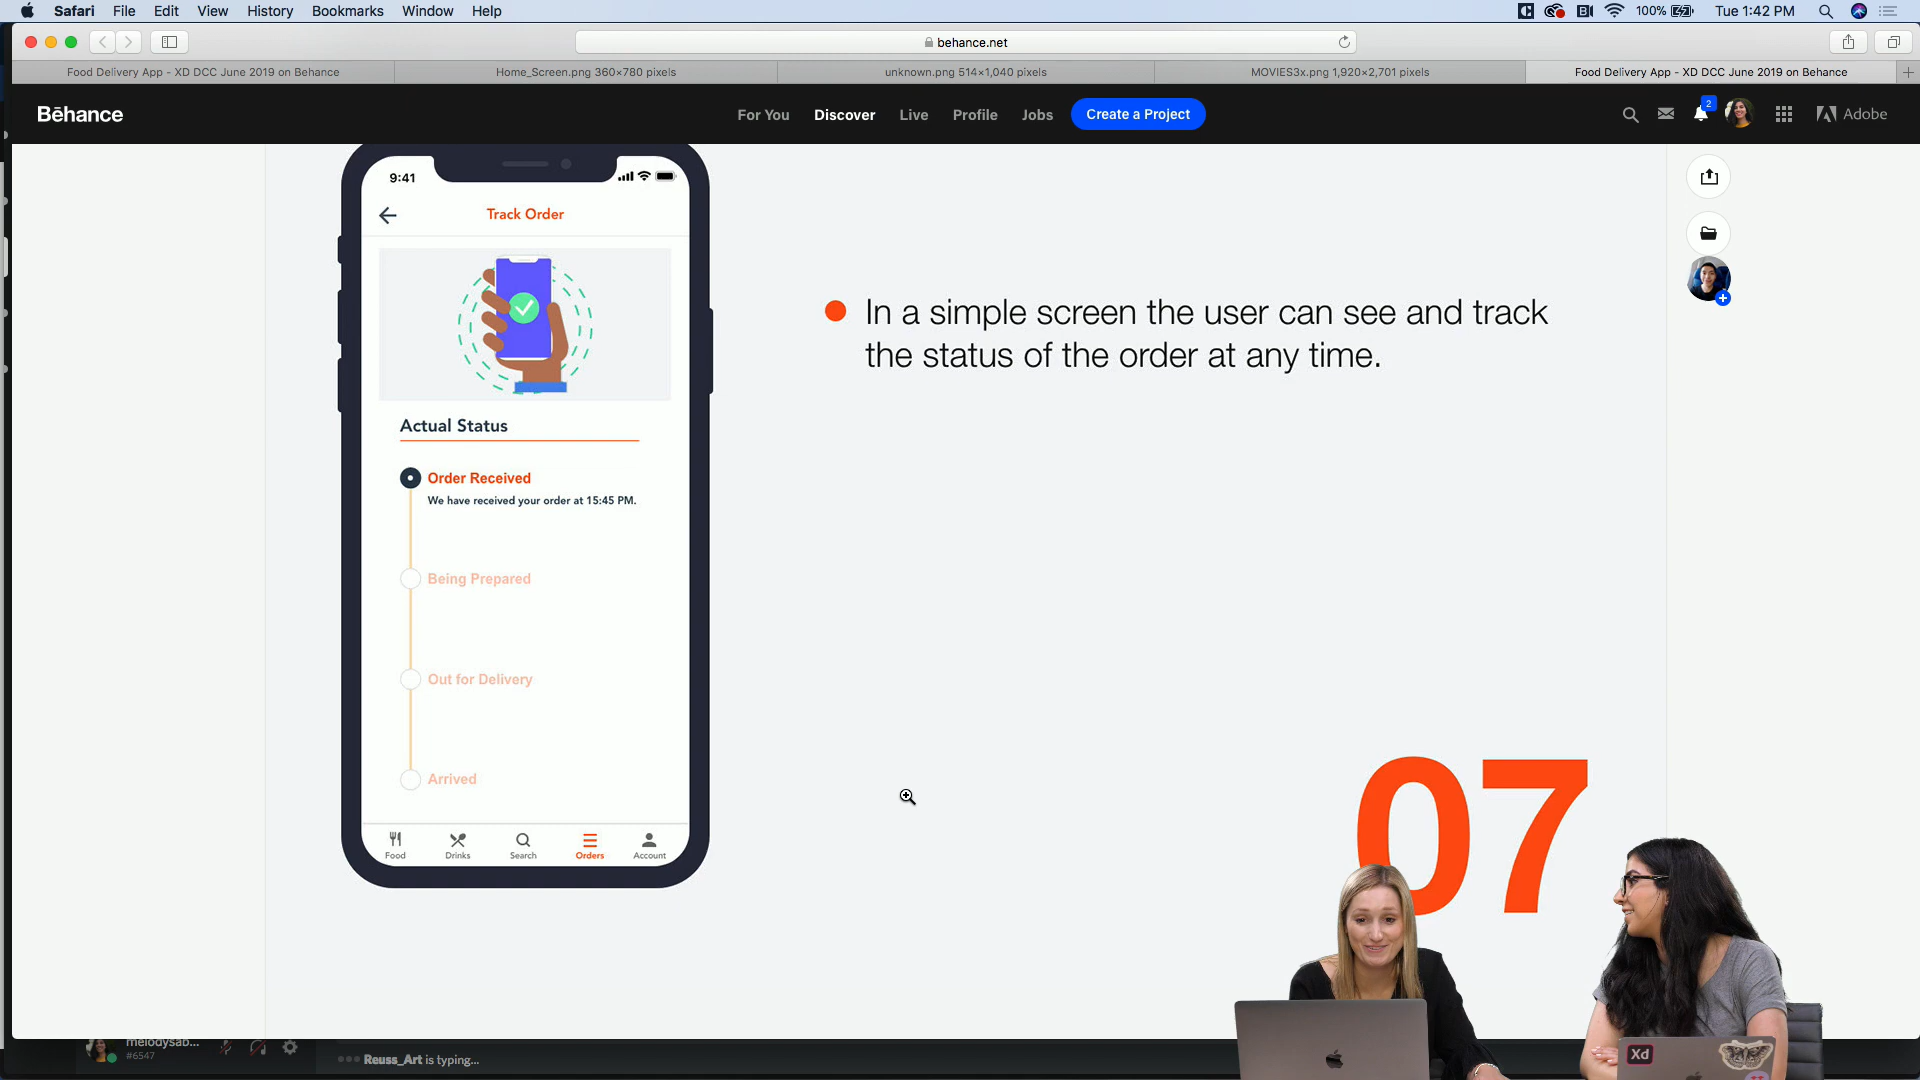 Safari File Edit View History Bookmarks Window Help 100% Tue 1:42 PM
behance.net
Food Delivery App - XD DCC June 2019 on Behance
Home_Screen.png 360×780 pixels
unknown.png 514×1,040 pixels
MOVIES3x.png 1,920×2,701 pixels
Food Delivery App - XD DCC June 2019 on Behance
Bēhance
For You Discover Live Profile Jobs Create a Project
2
Adobe
9:41
Track Order
In a simple screen the user can see and track
the status of the order at any time.
Actual Status
Order Received
We have received your order at 15:45 PM.
Being Prepared
Out for Delivery
Arrived
Food Drinks Search Orders Account
07
melodysab...
#6547
Reuss_Art is typing...
Xd